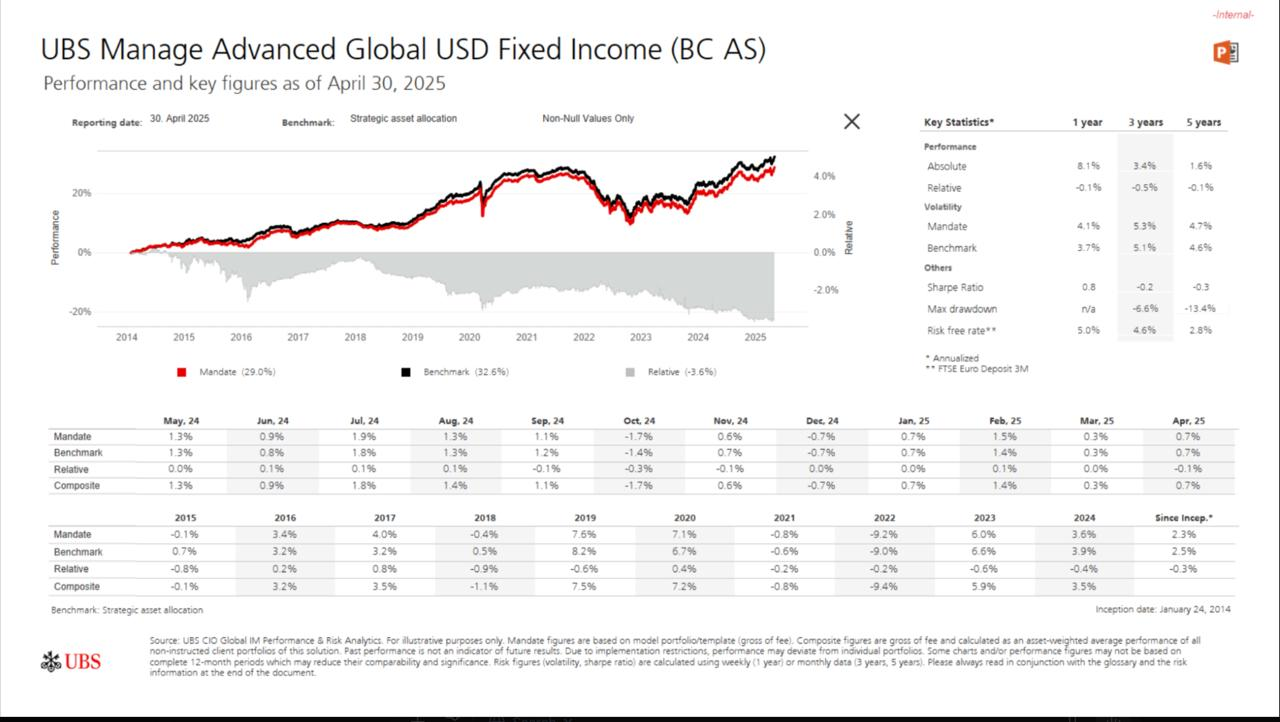 -Internal-
UBS Manage Advanced Global USD Fixed Income (BC AS)
Performance and key figures as of April 30, 2025
Reporting date: 30. April 2025 Benchmark: Strategic asset allocation Non-Null Values Only
Performance
20%
0%
-20%
4.0%
2.0%
0.0%
-2.0%
Relative
2014 2015 2016 2017 2018 2019 2020 2021 2022 2023 2024 2025
Mandate (29.0%) Benchmark (32.6%) Relative (-3.6%)
Key Statistics* 1 year 3 years 5 years
Performance
Absolute 8.1% 3.4% 1.6%
Relative -0.1% -0.5% -0.1%
Volatility
Mandate 4.1% 5.3% 4.7%
Benchmark 3.7% 5.1% 4.6%
Others
Sharpe Ratio 0.8 -0.2 -0.3
Max drawdown n/a -6.6% -13.4%
Risk free rate** 5.0% 4.6% 2.8%
* Annualized
** FTSE Euro Deposit 3M
May, 24 Jun, 24 Jul, 24 Aug, 24 Sep, 24 Oct, 24 Nov, 24 Dec, 24 Jan, 25 Feb, 25 Mar, 25 Apr, 25
Mandate 1.3% 0.9% 1.9% 1.3% 1.1% -1.7% 0.6% -0.7% 0.7% 1.5% 0.3% 0.7%
Benchmark 1.3% 0.8% 1.8% 1.3% 1.2% -1.4% 0.7% -0.7% 0.7% 1.4% 0.3% 0.7%
Relative 0.0% 0.1% 0.1% 0.1% -0.1% -0.3% -0.1% 0.0% 0.0% 0.1% 0.0% -0.1%
Composite 1.3% 0.9% 1.8% 1.4% 1.1% -1.7% 0.6% -0.7% 0.7% 1.4% 0.3% 0.7%
2015 2016 2017 2018 2019 2020 2021 2022 2023 2024 Since Incep.*
Mandate -0.1% 3.4% 4.0% -0.4% 7.6% 7.1% -0.8% -9.2% 6.0% 3.6% 2.3%
Benchmark 0.7% 3.2% 3.2% 0.5% 8.2% 6.7% -0.6% -9.0% 6.6% 3.9% 2.5%
Relative -0.8% 0.2% 0.8% -0.9% -0.6% 0.4% -0.2% -0.2% -0.6% -0.4% -0.3%
Composite -0.1% 3.2% 3.5% -1.1% 7.5% 7.2% -0.8% -9.4% 5.9% 3.5%
Benchmark: Strategic asset allocation Inception date: January 24, 2014
UBS
Source: UBS CIO Global IM Performance & Risk Analytics. For illustrative purposes only. Mandate figures are based on model portfolio/template (gross of fee). Composite figures are gross of fee and calculated as an asset-weighted average performance of all
non-instructed client portfolios of this solution. Past performance is not an indicator of future results. Due to implementation restrictions, performance may deviate from individual portfolios. Some charts and/or performance figures may not be based on
complete 12-month periods which may reduce their comparability and significance. Risk figures (volatility, sharpe ratio) are calculated using weekly (1 year) or monthly data (3 years, 5 years). Please always read in conjunction with the glossary and the risk
information at the end of the document.